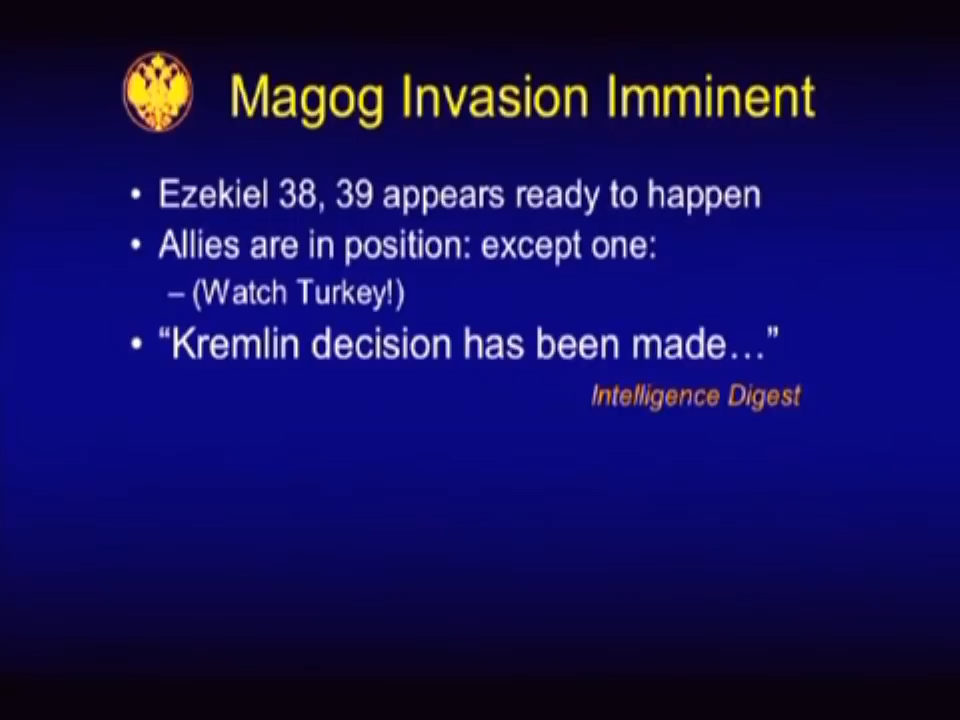 Magog Invasion Imminent
• Ezekiel 38, 39 appears ready to happen
• Allies are in position: except one:
– (Watch Turkey!)
• “Kremlin decision has been made…”
Intelligence Digest